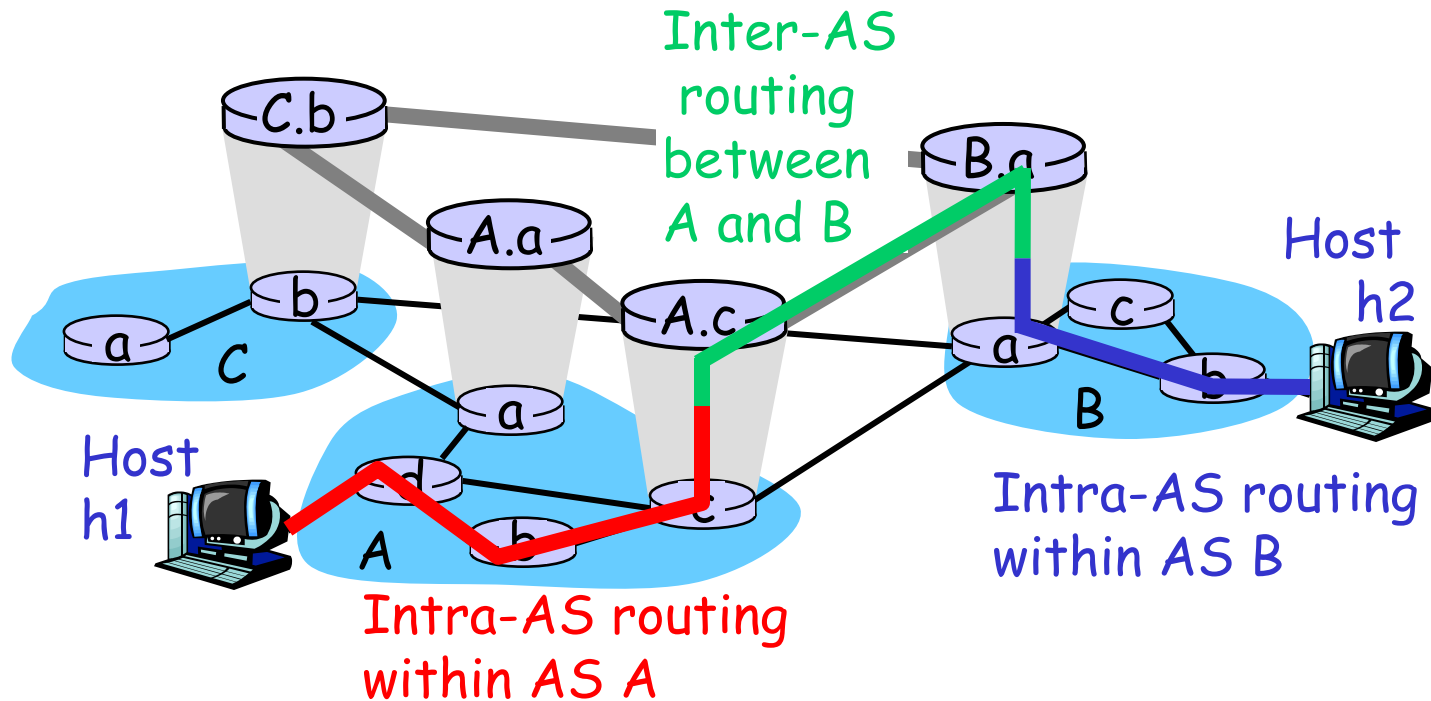 Inter-AS
routing
between
A and B
C.b
B.a
A.a
A.c
Host
h2
b
a
C
c
a
b
B
a
Host
h1
d
c
b
A
Intra-AS routing
within AS B
Intra-AS routing
within AS A